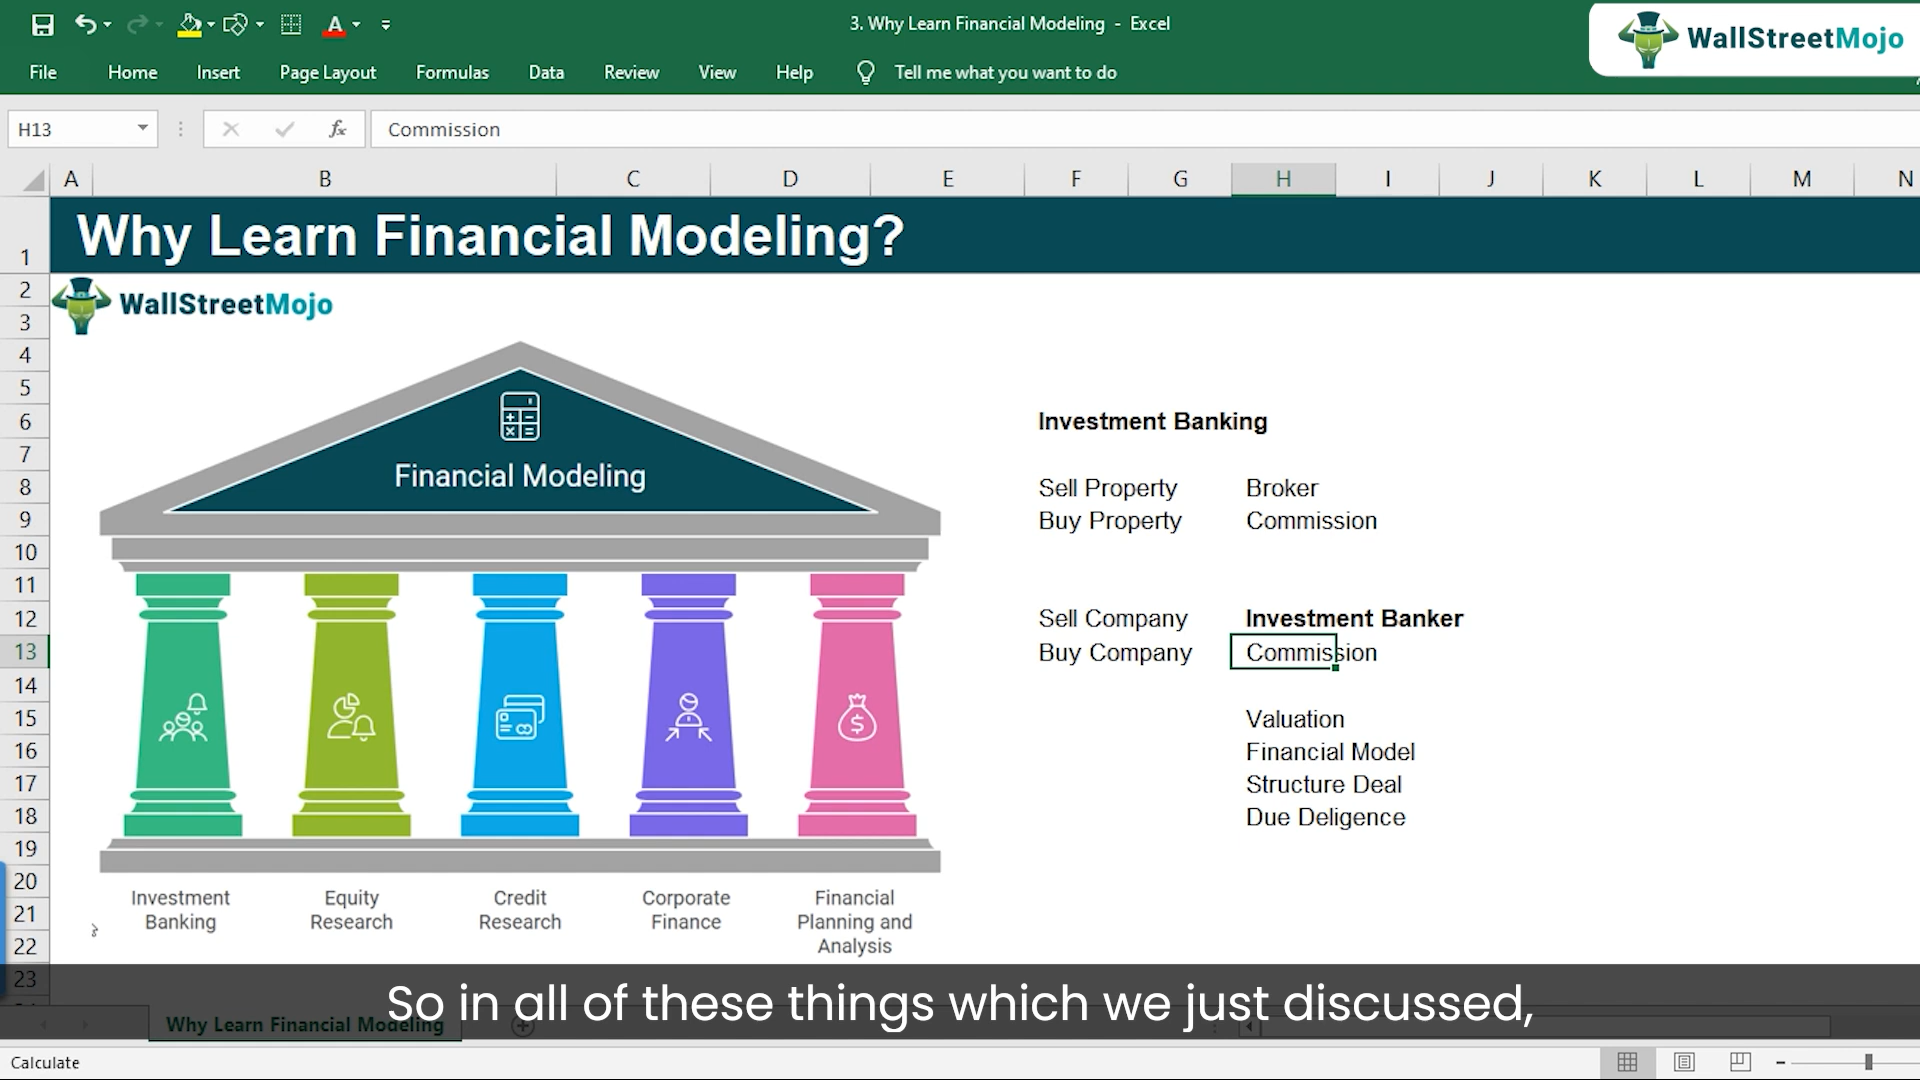 3. Why Learn Financial Modeling - Excel
WallStreetMojo
File Home Insert Page Layout Formulas Data Review View Help Tell me what you want to do
H13 fx Commission
A B C D E F G H I J K L M N
1 Why Learn Financial Modeling?
2
WallStreetMojo
3
4
5
6 Investment Banking
7
Financial Modeling
8 Sell Property Broker
9 Buy Property Commission
10
11
12 Sell Company Investment Banker
13 Buy Company Commission
14
15 Valuation
16 Financial Model
17 Structure Deal
18 Due Deligence
19
20
Investment Equity Credit Corporate Financial
21 Banking Research Research Finance Planning and
22 Analysis
23
So in all of these things which we just discussed,
Why Learn Financial Modeling
Calculate